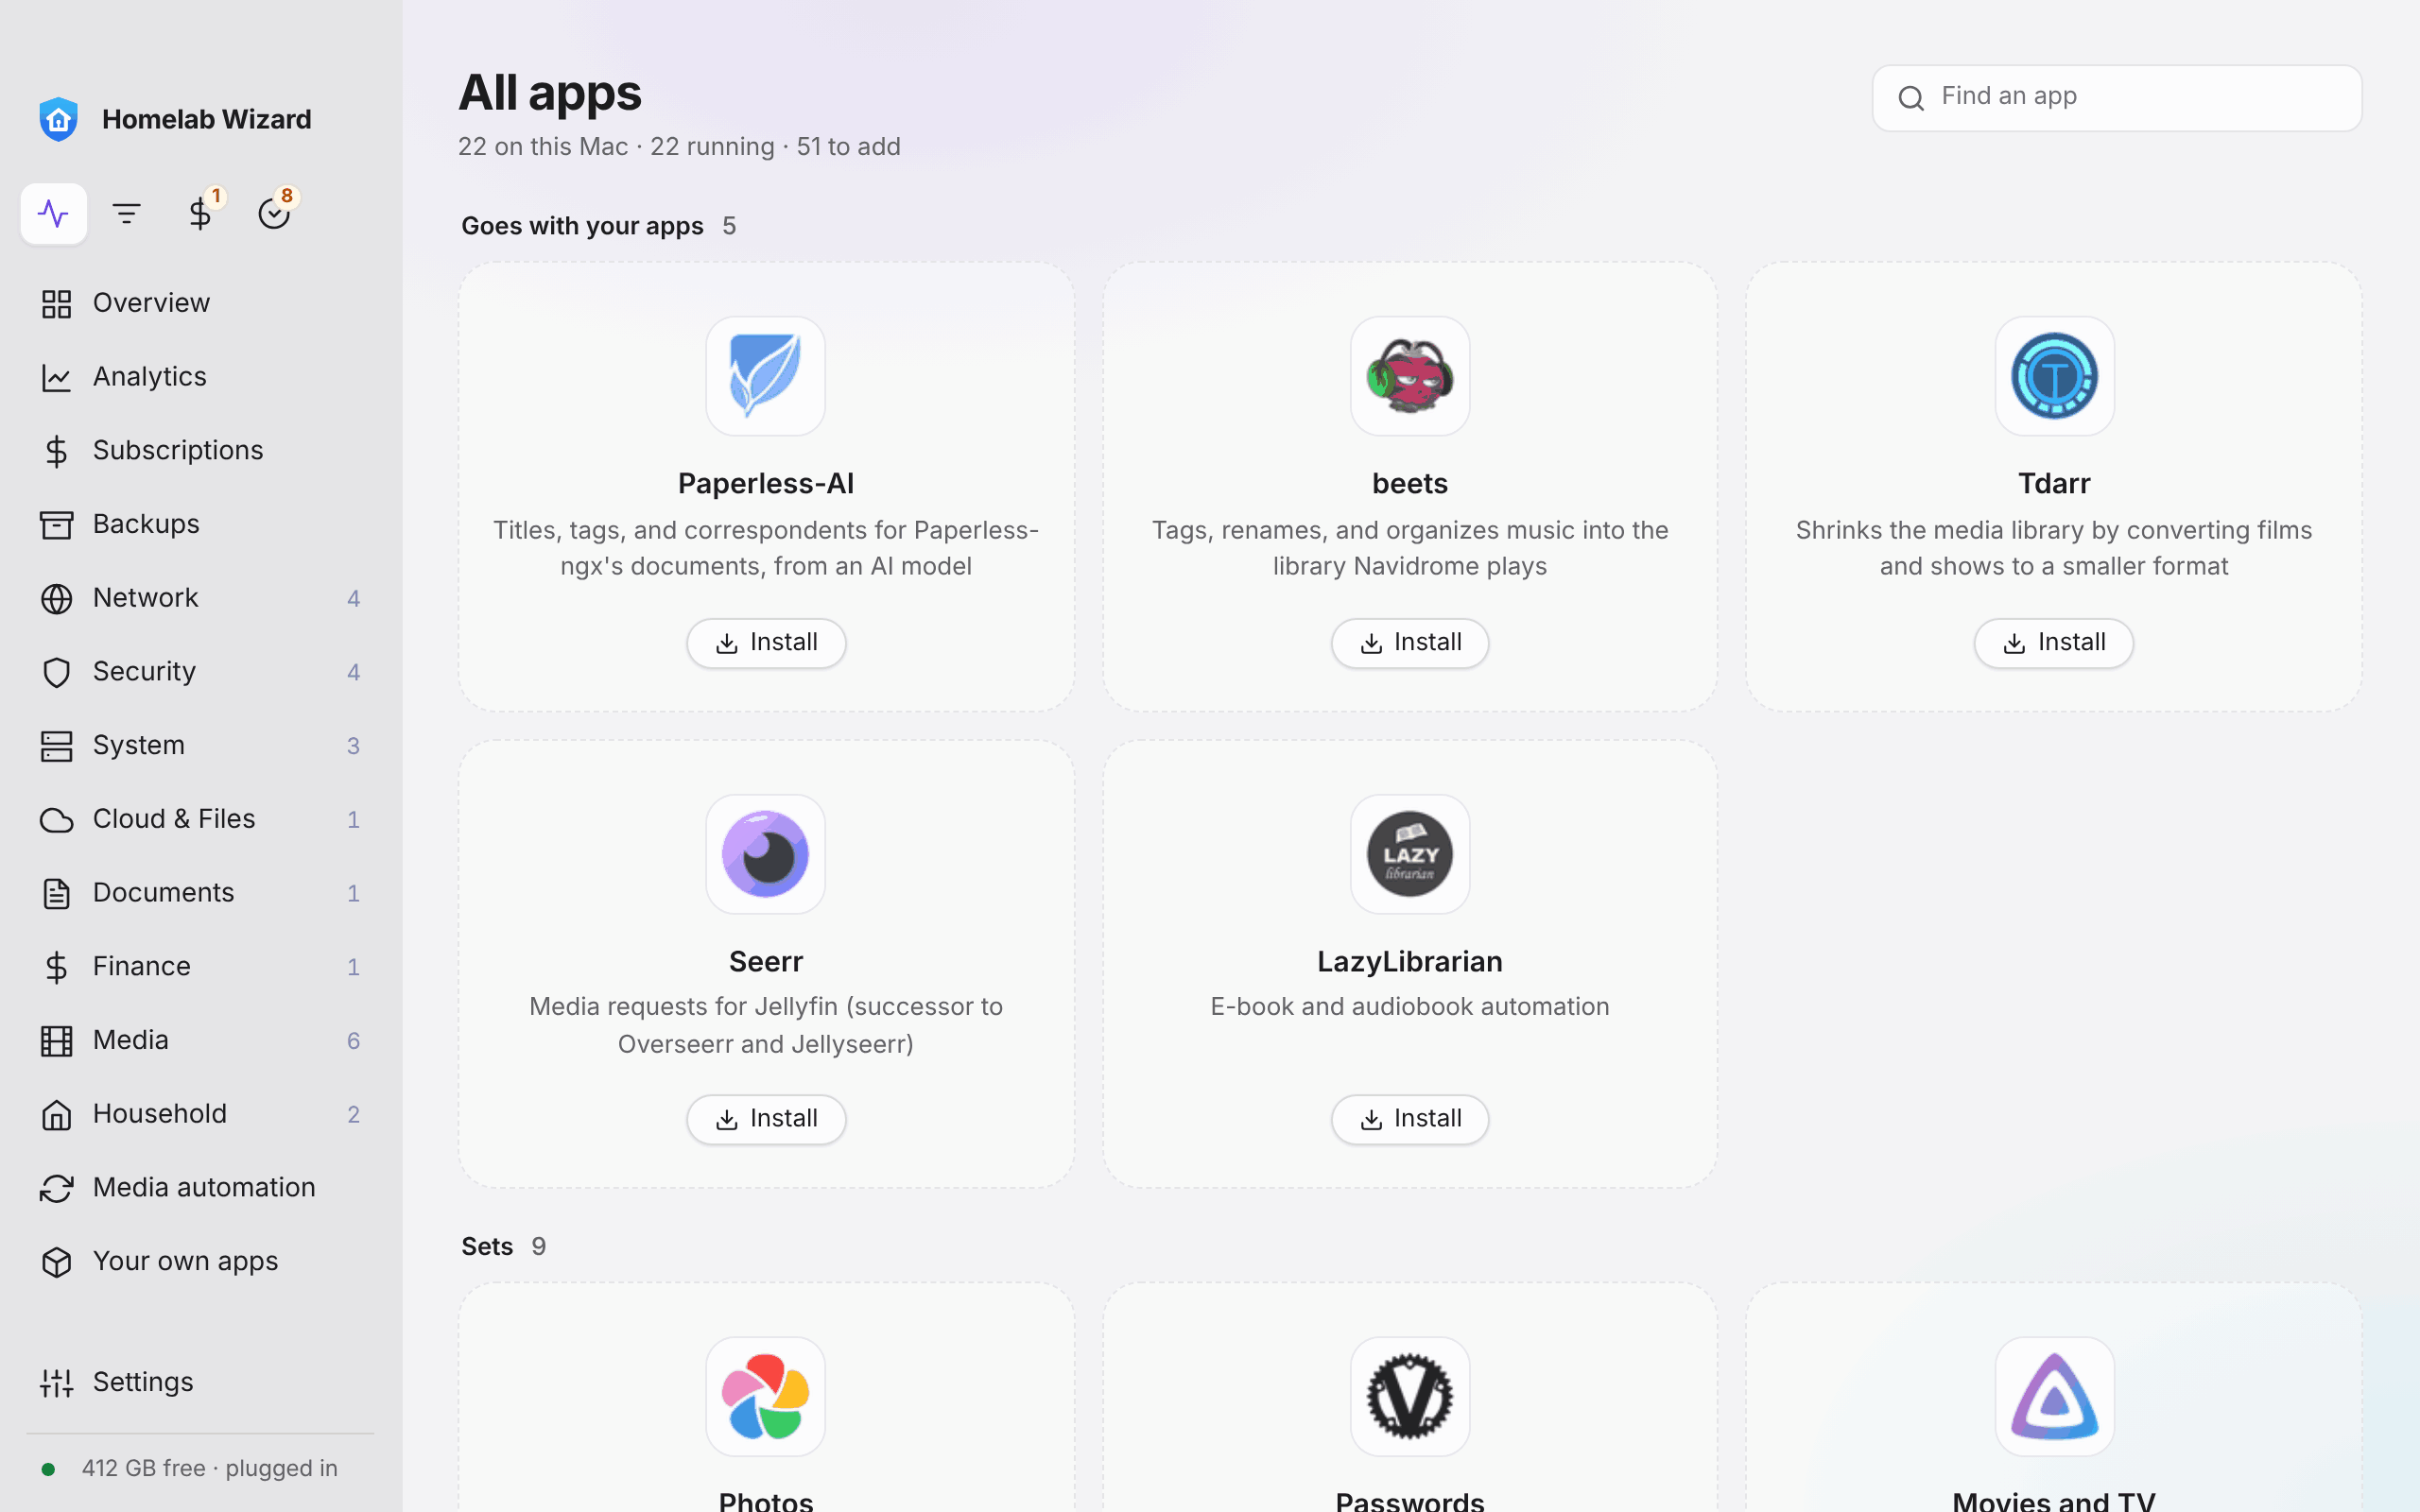 Homelab Wizard
1
8
Overview
Analytics
Subscriptions
Backups
Network 4
Security 4
System 3
Cloud & Files 1
Documents 1
Finance 1
Media 6
Household 2
Media automation
Your own apps
Settings
412 GB free · plugged in
All apps
22 on this Mac · 22 running · 51 to add
Find an app
Goes with your apps 5
Paperless-AI
Titles, tags, and correspondents for Paperless-
ngx's documents, from an AI model
Install
beets
Tags, renames, and organizes music into the
library Navidrome plays
Install
T
Tdarr
Shrinks the media library by converting films
and shows to a smaller format
Install
Seerr
Media requests for Jellyfin (successor to
Overseerr and Jellyseerr)
Install
LAZY
librarian
LazyLibrarian
E-book and audiobook automation
Install
Sets 9
Photos
V
Passwords
Movies and TV